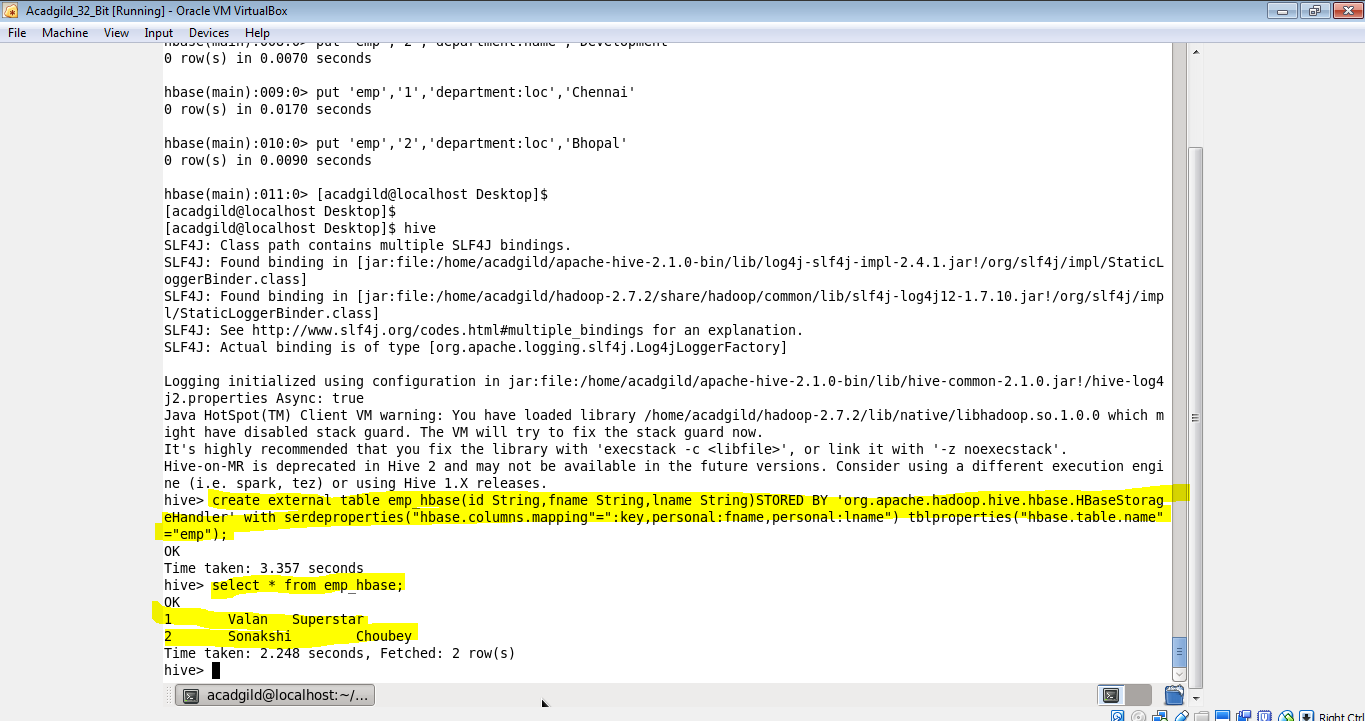 Acadgild_32_Bit [Running] - Oracle VM VirtualBox
File Machine View Input Devices Help
hbase(main):008:0> put 'emp','2','department:name','Development'
0 row(s) in 0.0070 seconds
hbase(main):009:0> put 'emp','1','department:loc','Chennai'
0 row(s) in 0.0170 seconds
hbase(main):010:0> put 'emp','2','department:loc','Bhopal'
0 row(s) in 0.0090 seconds
hbase(main):011:0> [acadgild@localhost Desktop]$
[acadgild@localhost Desktop]$
[acadgild@localhost Desktop]$ hive
SLF4J: Class path contains multiple SLF4J bindings.
SLF4J: Found binding in [jar:file:/home/acadgild/apache-hive-2.1.0-bin/lib/log4j-slf4j-impl-2.4.1.jar!/org/slf4j/impl/StaticL
oggerBinder.class]
SLF4J: Found binding in [jar:file:/home/acadgild/hadoop-2.7.2/share/hadoop/common/lib/slf4j-log4j12-1.7.10.jar!/org/slf4j/imp
l/StaticLoggerBinder.class]
SLF4J: See http://www.slf4j.org/codes.html#multiple_bindings for an explanation.
SLF4J: Actual binding is of type [org.apache.logging.slf4j.Log4jLoggerFactory]
Logging initialized using configuration in jar:file:/home/acadgild/apache-hive-2.1.0-bin/lib/hive-common-2.1.0.jar!/hive-log4
j2.properties Async: true
Java HotSpot(TM) Client VM warning: You have loaded library /home/acadgild/hadoop-2.7.2/lib/native/libhadoop.so.1.0.0 which m
ight have disabled stack guard. The VM will try to fix the stack guard now.
It's highly recommended that you fix the library with 'execstack -c <libfile>', or link it with '-z noexecstack'.
Hive-on-MR is deprecated in Hive 2 and may not be available in the future versions. Consider using a different execution engi
ne (i.e. spark, tez) or using Hive 1.X releases.
hive> create external table emp_hbase(id String,fname String,lname String)STORED BY 'org.apache.hadoop.hive.hbase.HBaseStorag
eHandler' with serdeproperties("hbase.columns.mapping"=":key,personal:fname,personal:lname") tblproperties("hbase.table.name"
="emp");
OK
Time taken: 3.357 seconds
hive> select * from emp_hbase;
OK
1 Valan Superstar
2 Sonakshi Choubey
Time taken: 2.248 seconds, Fetched: 2 row(s)
hive>
acadgild@localhost:~/...
Right Ctrl